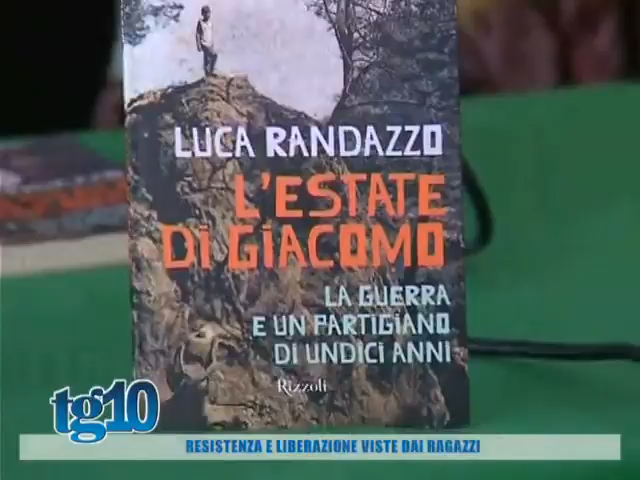 LUCA RANDAZZO
L'ESTATE
DI GIACOMO
LA GUERRA
E UN PARTIGIANO
DI UNDICI ANNI
Rizzoli
tg10
RESISTENZA E LIBERAZIONE VISTE DAI RAGAZZI